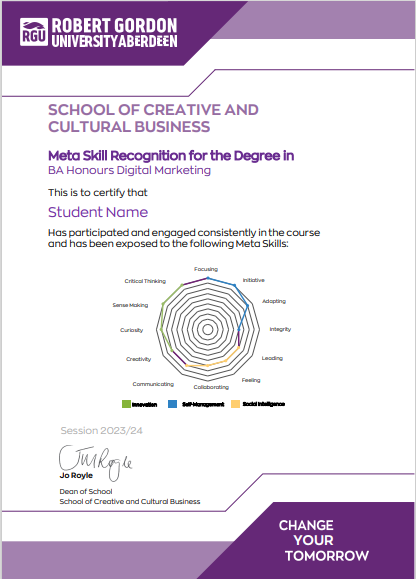 RGU
ROBERT GORDON
UNIVERSITY ABERDEEN
SCHOOL OF CREATIVE AND
CULTURAL BUSINESS
Meta Skill Recognition for the Degree in
BA Honours Digital Marketing
This is to certify that
Student Name
Has participated and engaged consistently in the course
and has been exposed to the following Meta Skills:
Focusing
Critical Thinking
Initiative
Sense Making
Adapting
Curiosity
Integrity
Creativity
Leading
Communicating
Feeling
Collaborating
Innovation
Self-Management
Social Intelligence
Session 2023/24
JMRoyle
Jo Royle
Dean of School
School of Creative and Cultural Business
CHANGE
YOUR
TOMORROW